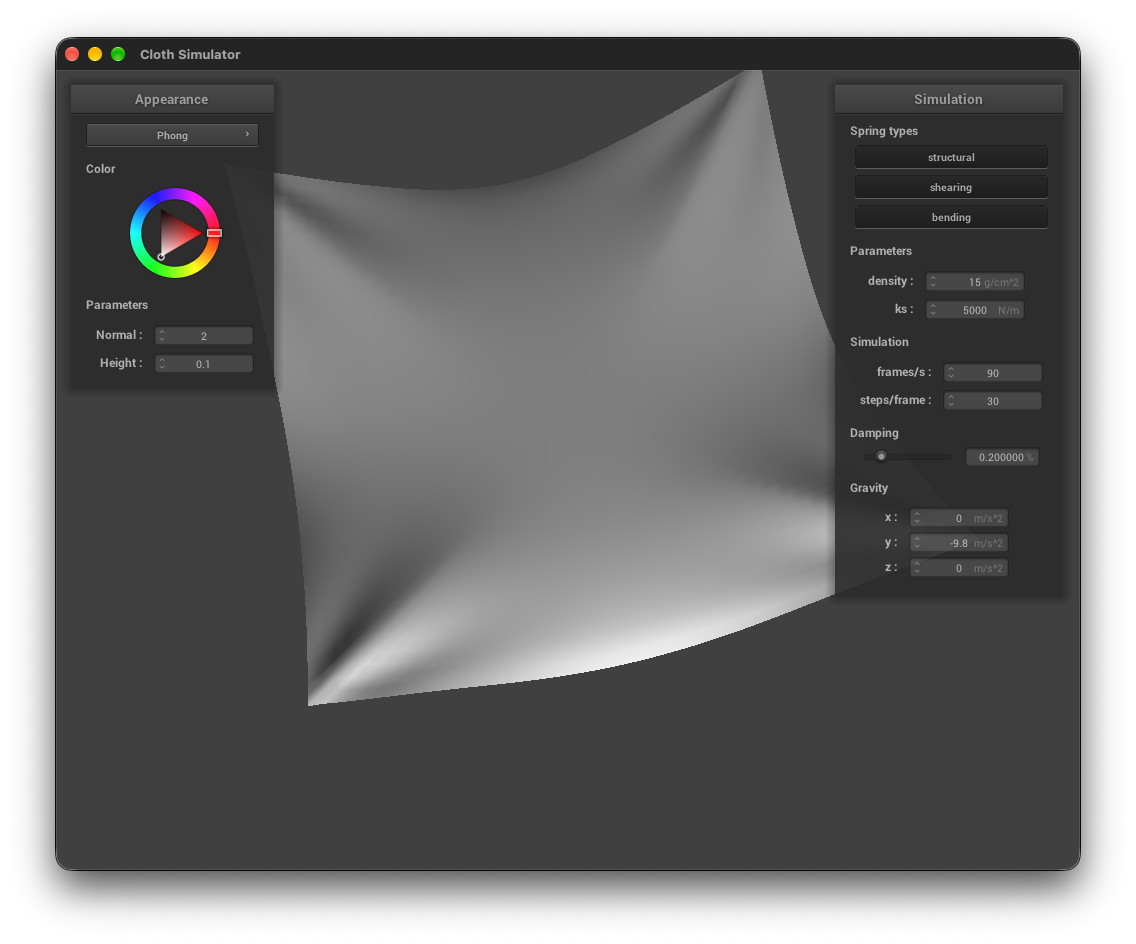 Cloth Simulator
Appearance
Phong
Color
Parameters
Normal : 2
Height : 0.1
Simulation
Spring types
structural
shearing
bending
Parameters
density : 15 g/cm^2
ks : 5000 N/m
Simulation
frames/s : 90
steps/frame : 30
Damping
0.200000 %
Gravity
x : 0 m/s^2
y : -9.8 m/s^2
z : 0 m/s^2